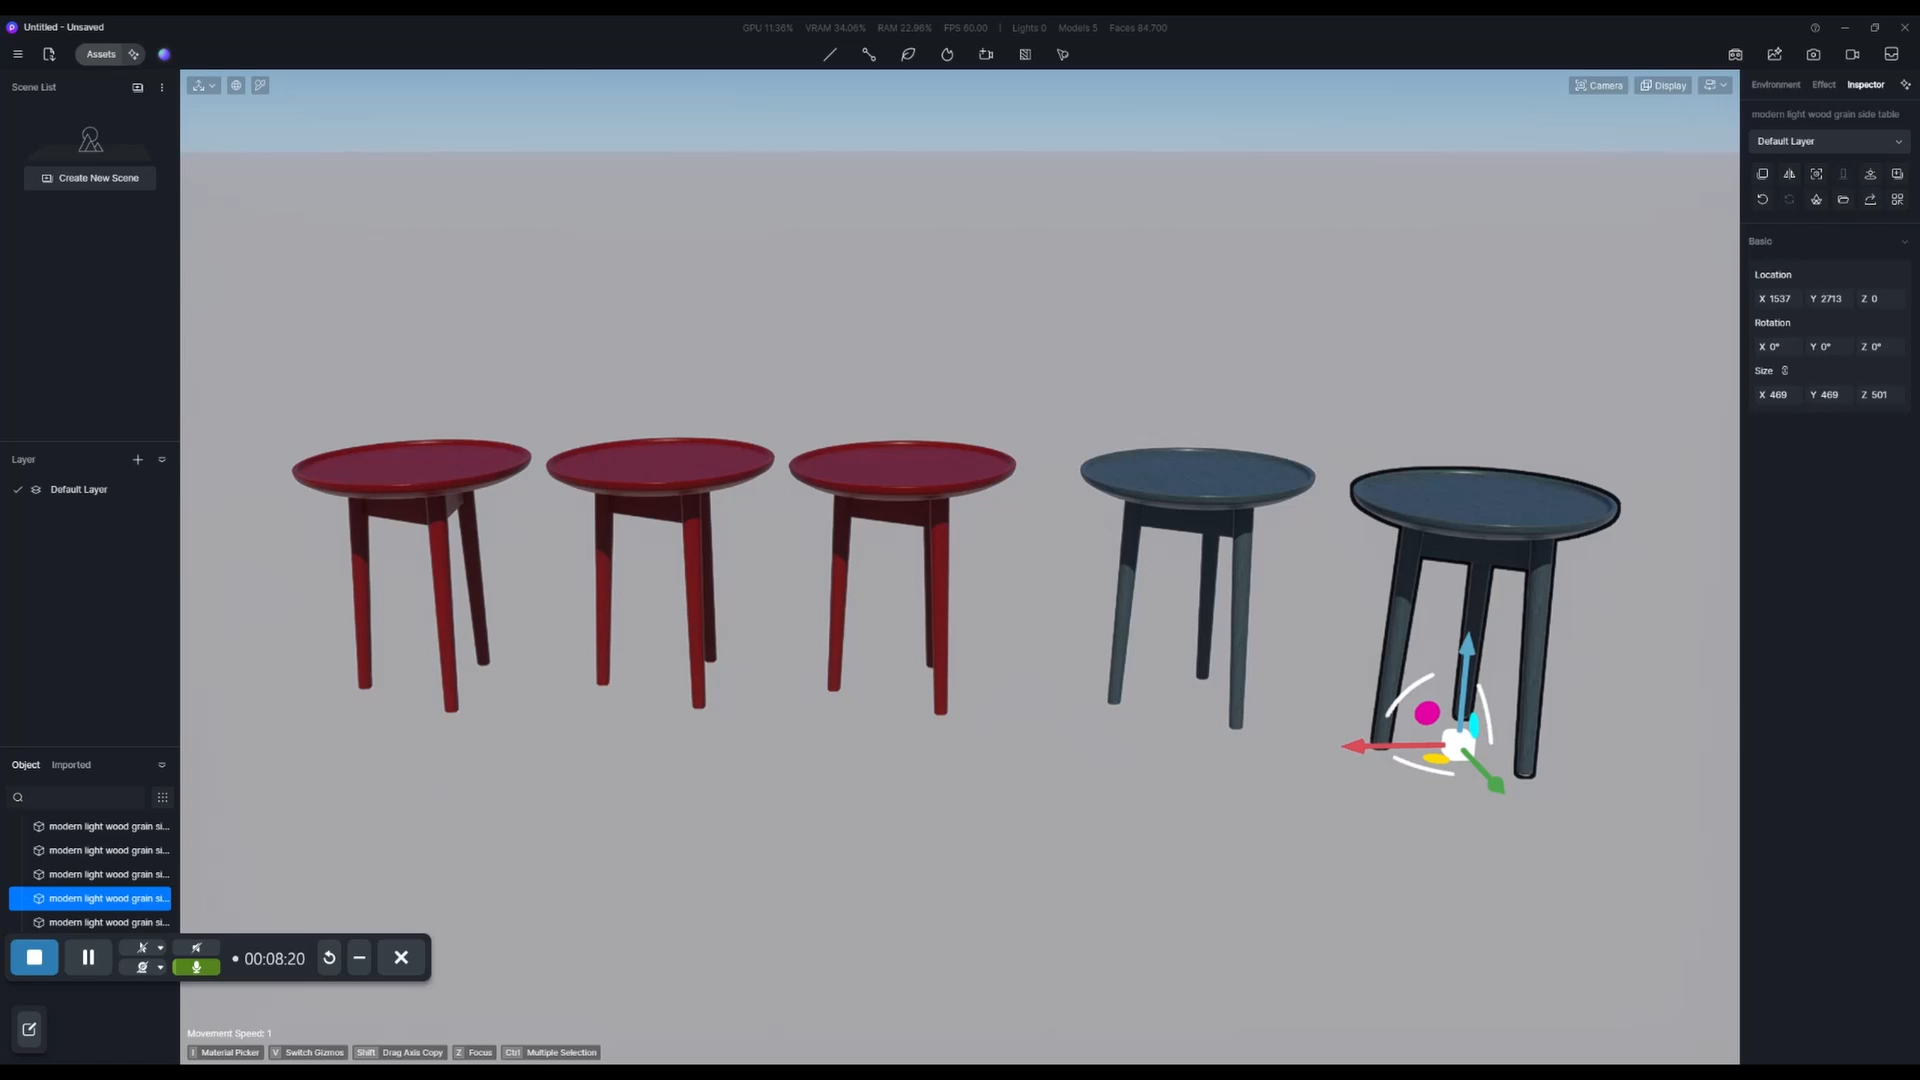 Untitled - Unsaved
GPU 11.36% VRAM 34.06% RAM 22.96% FPS 60.00 | Lights 0 Models 5 Faces 84.700
Assets
Scene List
Camera
Display
Environment Effect Inspector
modern light wood grain side table
Default Layer
Create New Scene
Basic
Location
X 1537 Y 2713 Z 0
Rotation
X 0° Y 0° Z 0°
Size
X 469 Y 469 Z 501
Layer
Default Layer
Object Imported
modern light wood grain si...
modern light wood grain si...
modern light wood grain si...
modern light wood grain si...
modern light wood grain si...
00:08:20
Movement Speed: 1
I Material Picker V Switch Gizmos Shift Drag Axis Copy Z Focus Ctrl Multiple Selection